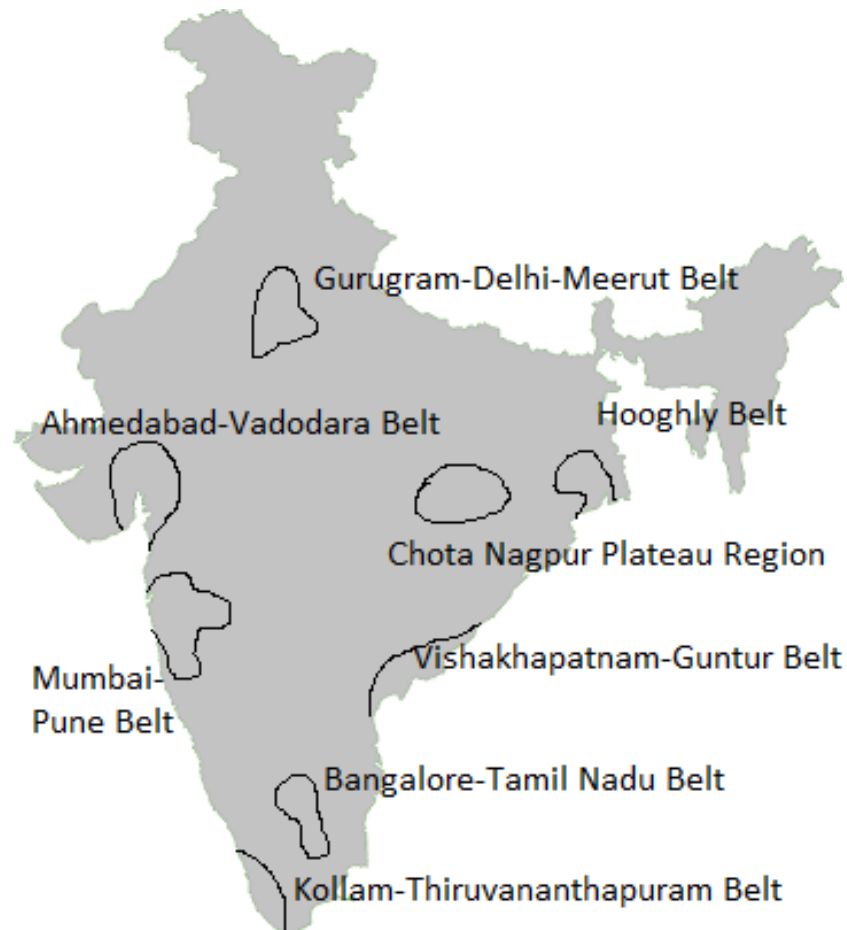 Gurugram-Delhi-Meerut Belt
Ahmedabad-Vadodara Belt
Hooghly Belt
Chota Nagpur Plateau Region
Vishakhapatnam-Guntur Belt
Mumbai-
Pune Belt
Bangalore-Tamil Nadu Belt
Kollam-Thiruvananthapuram Belt